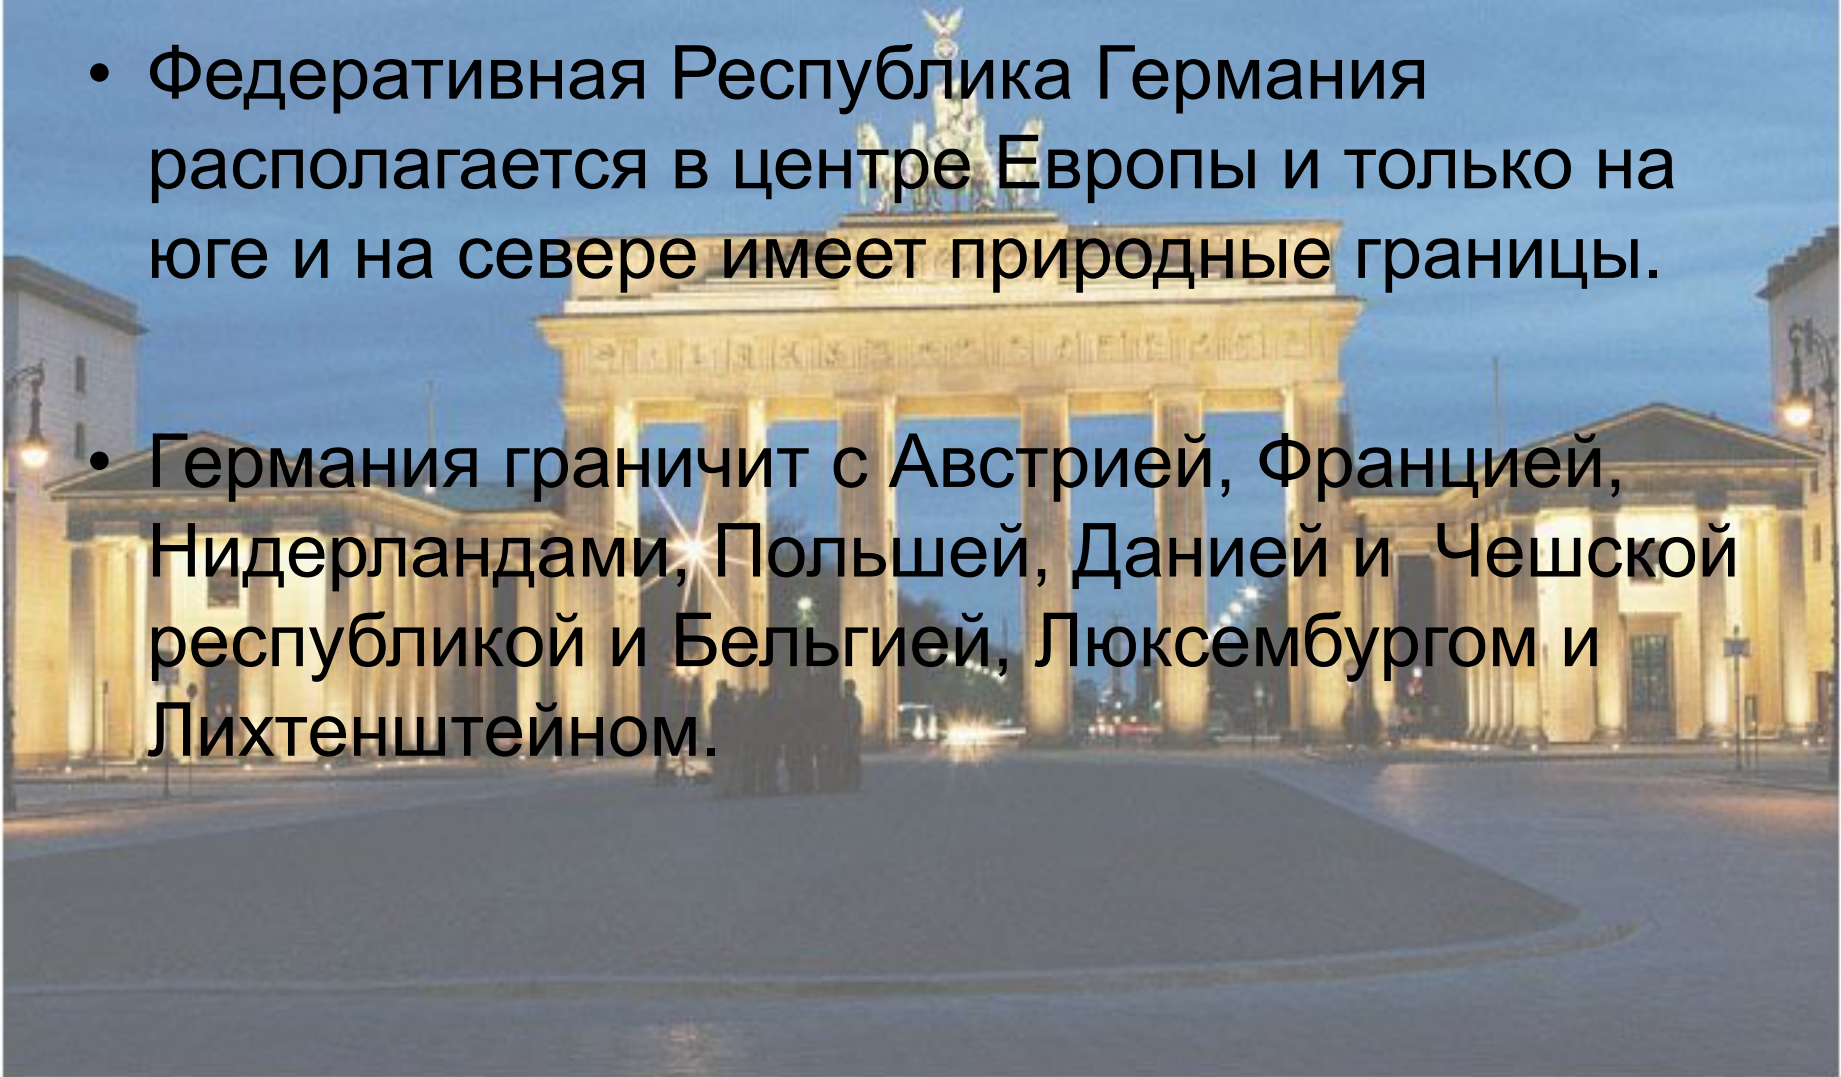 • Федеративная Республика Германия
располагается в центре Европы и только на
юге и на севере имеет природные границы.
• Германия граничит с Австрией, Францией,
Нидерландами, Польшей, Данией и  Чешской
республикой и Бельгией, Люксембургом и
Лихтенштейном.